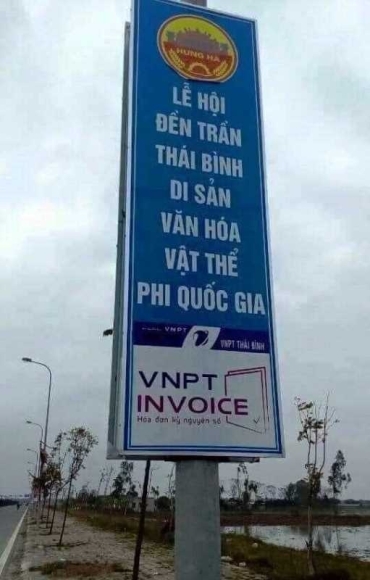 HƯNG HÀ
LỄ HỘI
ĐỀN TRẦN
THÁI BÌNH
DI SẢN
VĂN HÓA
VẬT THỂ
PHI QUỐC GIA
VNPT
VNPT THÁI BÌNH
VNPT
INVOICE
Hóa đơn kỷ nguyên số